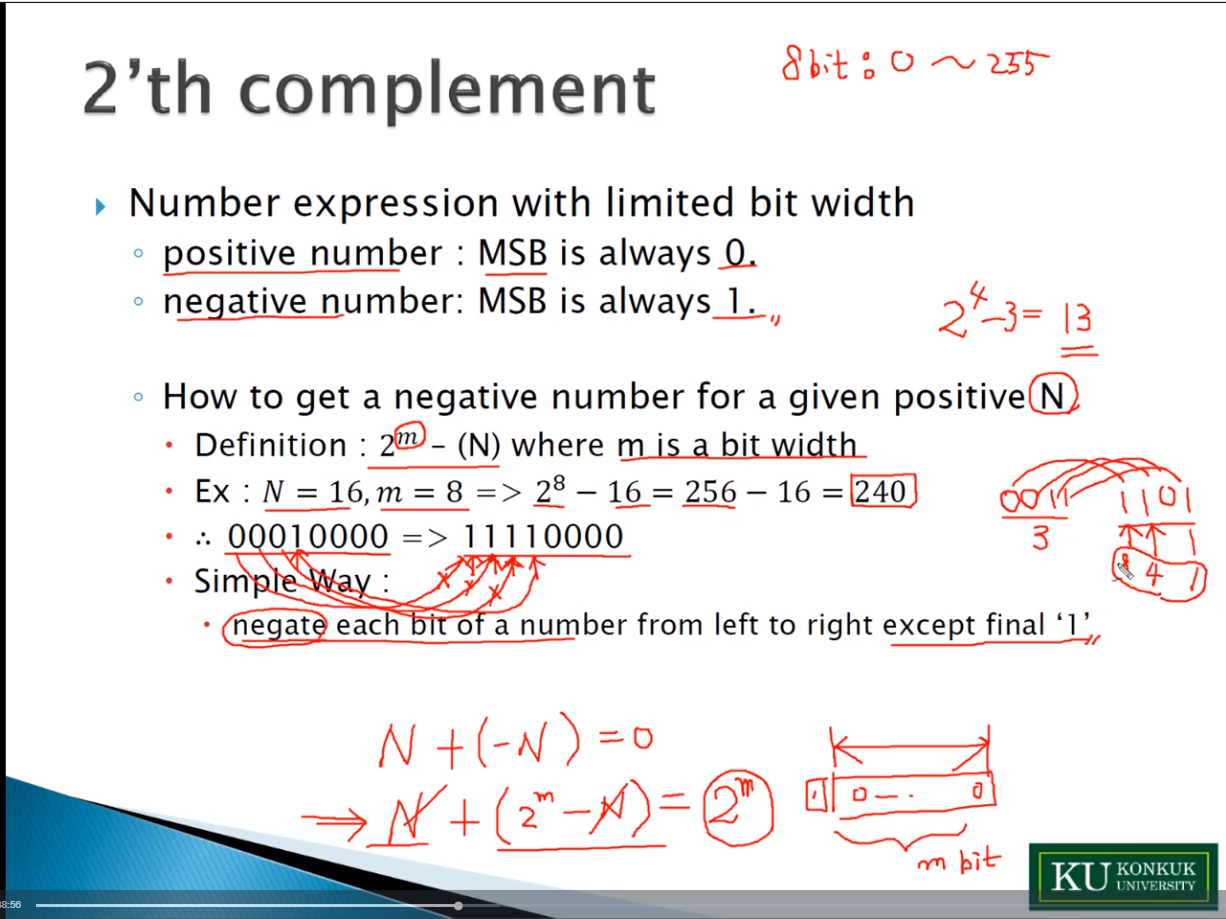 2'th complement
8bit : 0 ~ 255
Number expression with limited bit width
positive number : MSB is always 0.
negative number: MSB is always 1.
2^4 - 3 = 13
How to get a negative number for a given positive N
Definition : 2^m – (N) where m is a bit width
Ex : N = 16, m = 8 => 2^8 − 16 = 256 − 16 = 240
0011 1101
3
8 4 1
∴ 00010000 => 11110000
Simple Way :
negate each bit of a number from left to right except final '1'
N + (-N) = 0
⇒ N + (2^m - N) = 2^m
1 0 - · 0
m bit
KU KONKUK
UNIVERSITY